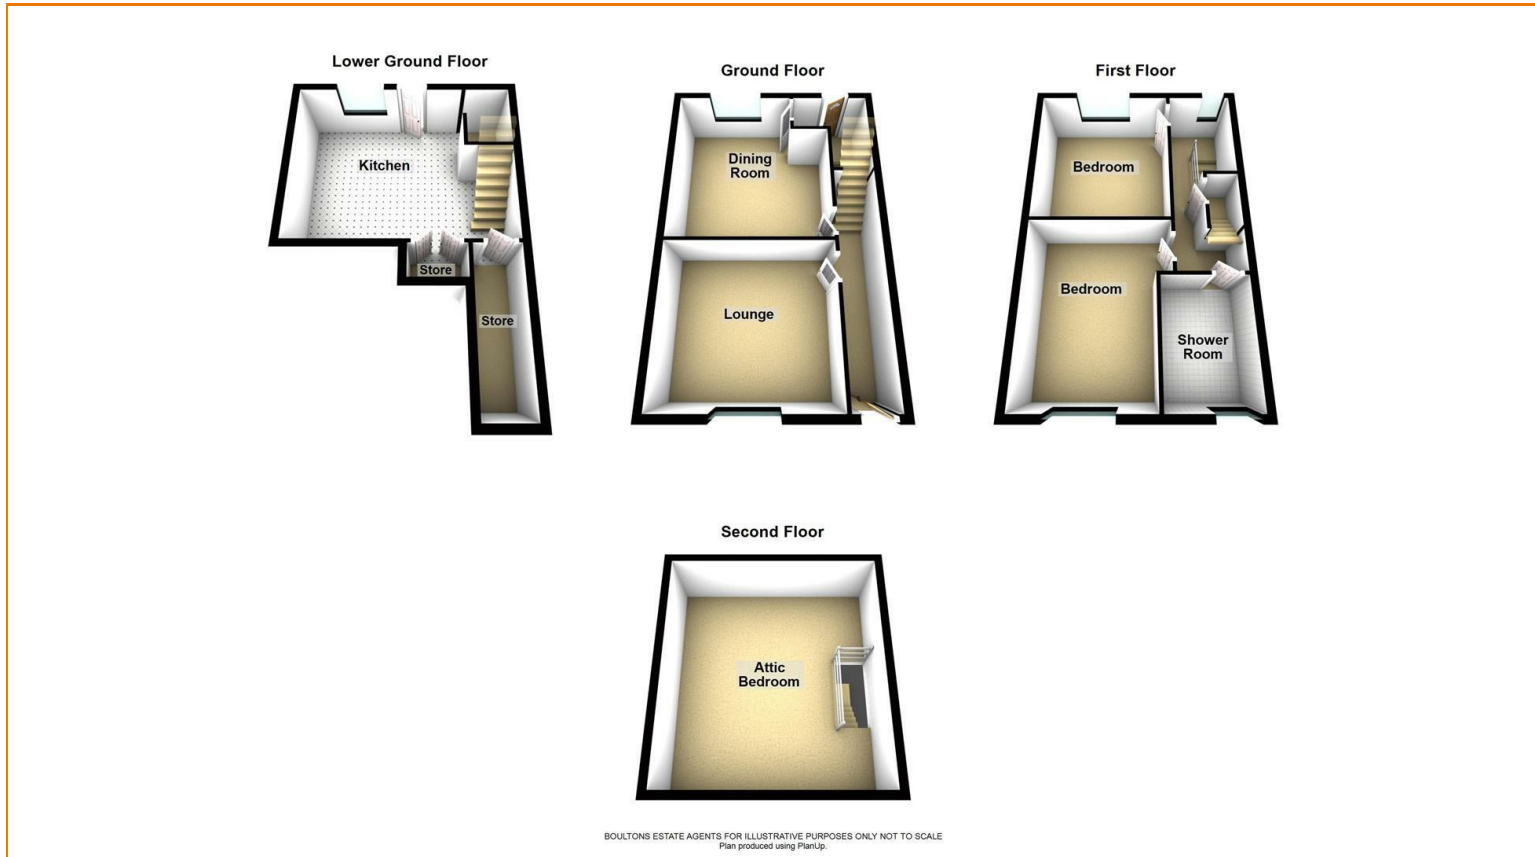 Lower Ground Floor
Kitchen
Store
Store
Ground Floor
Dining
Room
Lounge
First Floor
Bedroom
Bedroom
Shower
Room
Second Floor
Attic
Bedroom
BOULTONS ESTATE AGENTS FOR ILLUSTRATIVE PURPOSES ONLY NOT TO SCALE
Plan produced using PlanUp.